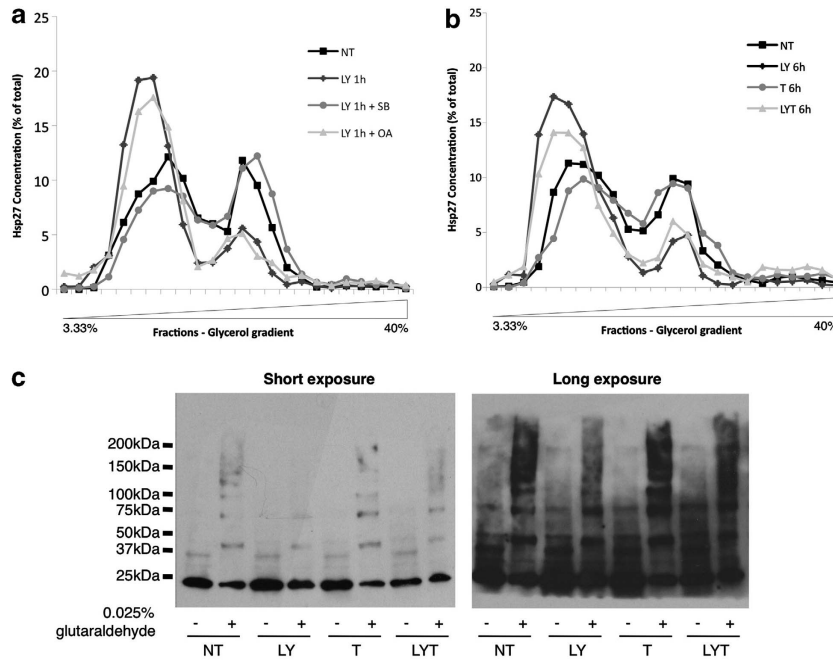 a
25
20
15
10
5
0
Hsp27 Concentration (% of total)
NT
LY 1h
LY 1h + SB
LY 1h + OA
3.33%
Fractions - Glycerol gradient
40%
b
25
20
15
10
5
0
Hsp27 Concentration (% of total)
NT
LY 6h
T 6h
LYT 6h
3.33%
Fractions - Glycerol gradient
40%
c
Short exposure
Long exposure
200kDa
150kDa
100kDa
75kDa
50kDa
37kDa
25kDa
0.025% glutaraldehyde
- + - + - + - + - + - + - + - +
NT LY T LYT NT LY T LYT